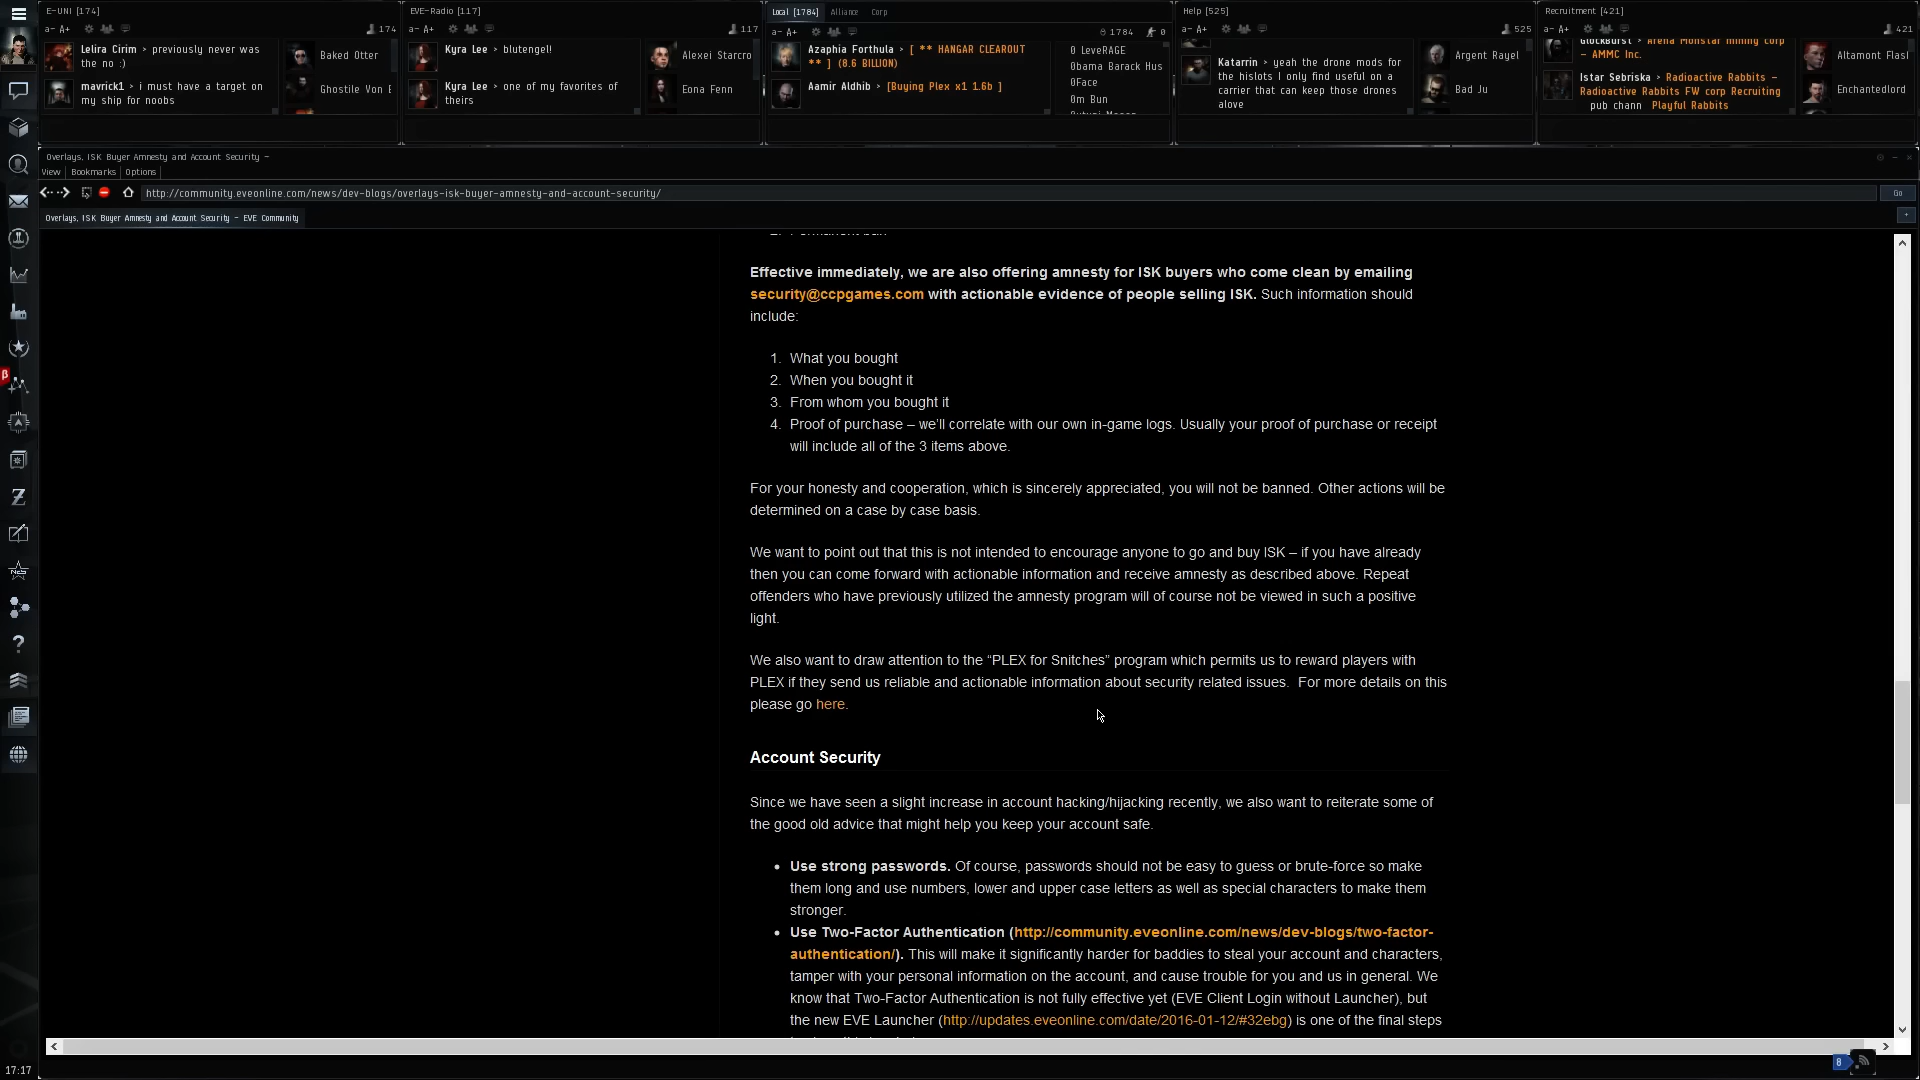 E-UNI [174]
a- A+
174
Lelira Cirim > previously never was
the no :)
mavrick1 > i must have a target on
my ship for noobs
Baked Otter
Ghostile Von E
EVE-Radio [117]
a- A+
117
Kyra Lee > blutengel!
Kyra Lee > one of my favorites of
theirs
Alexei Starcro
Eona Fenn
Local [1784] Alliance Corp
a- A+
1784 0
Azaphia Forthula > [ ** HANGAR CLEAROUT
** ] (8.6 BILLION)
Aamir Aldhib > [Buying Plex x1 1.6b ]
0 LeveRAGE
0bama Barack Hus
0Face
0m Bun
Help [525]
a- A+
525
Katarrin > yeah the drone mods for
the hislots I only find useful on a
carrier that can keep those drones
alove
Argent Rayel
Bad Ju
Recruitment [421]
a- A+
421
GlockBurst > Arena Monstar mining corp
- AMMC Inc.
Istar Sebriska > Radioactive Rabbits -
Radioactive Rabbits FW corp Recruiting
pub chann Playful Rabbits
Altamont Flasl
Enchantedlord
Overlays, ISK Buyer Amnesty and Account Security -
View Bookmarks Options
http://community.eveonline.com/news/dev-blogs/overlays-isk-buyer-amnesty-and-account-security/
Go
Overlays, ISK Buyer Amnesty and Account Security - EVE Community
+
Effective immediately, we are also offering amnesty for ISK buyers who come clean by emailing
security@ccpgames.com with actionable evidence of people selling ISK. Such information should
include:
1. What you bought
2. When you bought it
3. From whom you bought it
4. Proof of purchase – we'll correlate with our own in-game logs. Usually your proof of purchase or receipt
will include all of the 3 items above.
For your honesty and cooperation, which is sincerely appreciated, you will not be banned. Other actions will be
determined on a case by case basis.
We want to point out that this is not intended to encourage anyone to go and buy ISK – if you have already
then you can come forward with actionable information and receive amnesty as described above. Repeat
offenders who have previously utilized the amnesty program will of course not be viewed in such a positive
light.
We also want to draw attention to the “PLEX for Snitches” program which permits us to reward players with
PLEX if they send us reliable and actionable information about security related issues.  For more details on this
please go here.
Account Security
Since we have seen a slight increase in account hacking/hijacking recently, we also want to reiterate some of
the good old advice that might help you keep your account safe.
• Use strong passwords. Of course, passwords should not be easy to guess or brute-force so make
them long and use numbers, lower and upper case letters as well as special characters to make them
stronger.
• Use Two-Factor Authentication (http://community.eveonline.com/news/dev-blogs/two-factor-
authentication/). This will make it significantly harder for baddies to steal your account and characters,
tamper with your personal information on the account, and cause trouble for you and us in general. We
know that Two-Factor Authentication is not fully effective yet (EVE Client Login without Launcher), but
the new EVE Launcher (http://updates.eveonline.com/date/2016-01-12/#32ebg) is one of the final steps
β
Z
?
17:17
8